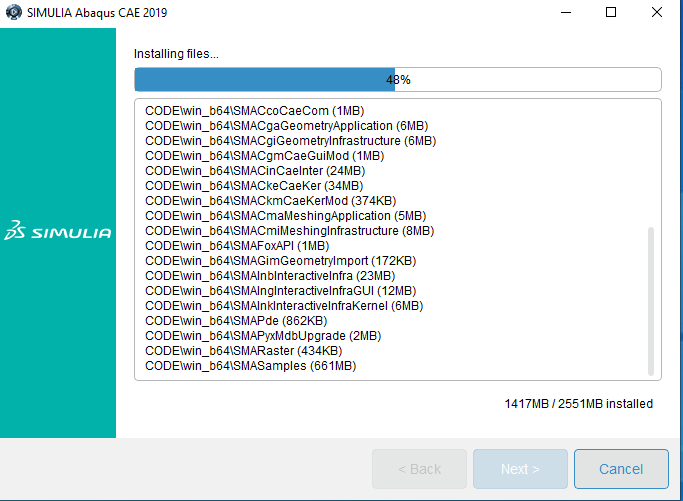 SIMULIA Abaqus CAE 2019
Installing files...
48%
CODE\win_b64\SMACcoCaeCom (1MB)
CODE\win_b64\SMACgaGeometryApplication (6MB)
CODE\win_b64\SMACgiGeometryInfrastructure (6MB)
CODE\win_b64\SMACgmCaeGuiMod (1MB)
CODE\win_b64\SMACinCaeInter (24MB)
CODE\win_b64\SMACkeCaeKer (34MB)
CODE\win_b64\SMACkmCaeKerMod (374KB)
CODE\win_b64\SMACmaMeshingApplication (5MB)
CODE\win_b64\SMACmiMeshingInfrastructure (8MB)
CODE\win_b64\SMAFoxAPI (1MB)
CODE\win_b64\SMAGimGeometryImport (172KB)
CODE\win_b64\SMAInbInteractiveInfra (23MB)
CODE\win_b64\SMAIngInteractiveInfraGUI (12MB)
CODE\win_b64\SMAInkInteractiveInfraKernel (6MB)
CODE\win_b64\SMAPde (862KB)
CODE\win_b64\SMAPyxMdbUpgrade (2MB)
CODE\win_b64\SMARaster (434KB)
CODE\win_b64\SMASamples (661MB)
SIMULIA
1417MB / 2551MB installed
< Back
Next >
Cancel